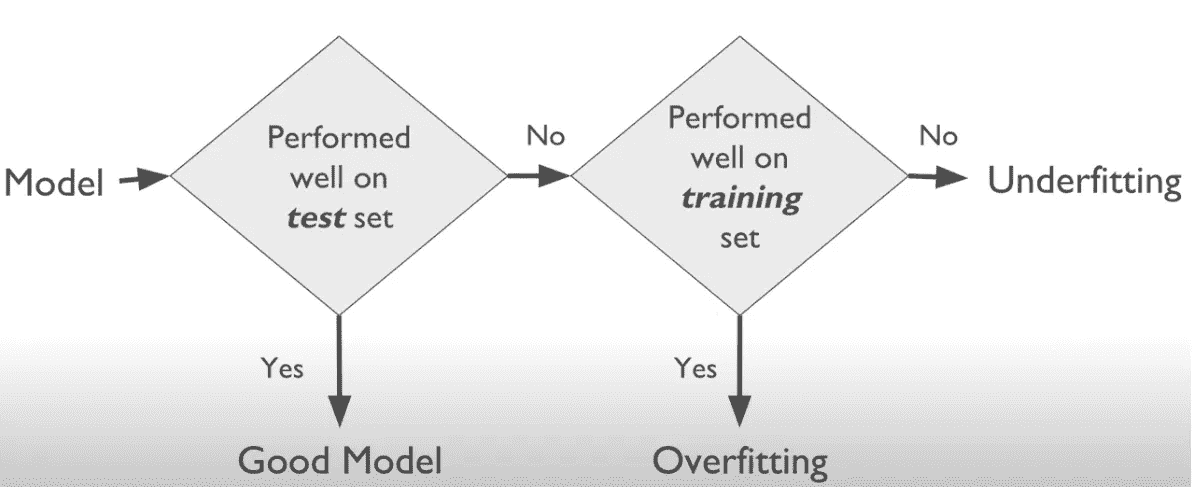 Model
Performed
well on
test set
No
Performed
well on
training
set
No
Underfitting
Yes
Good Model
Yes
Overfitting